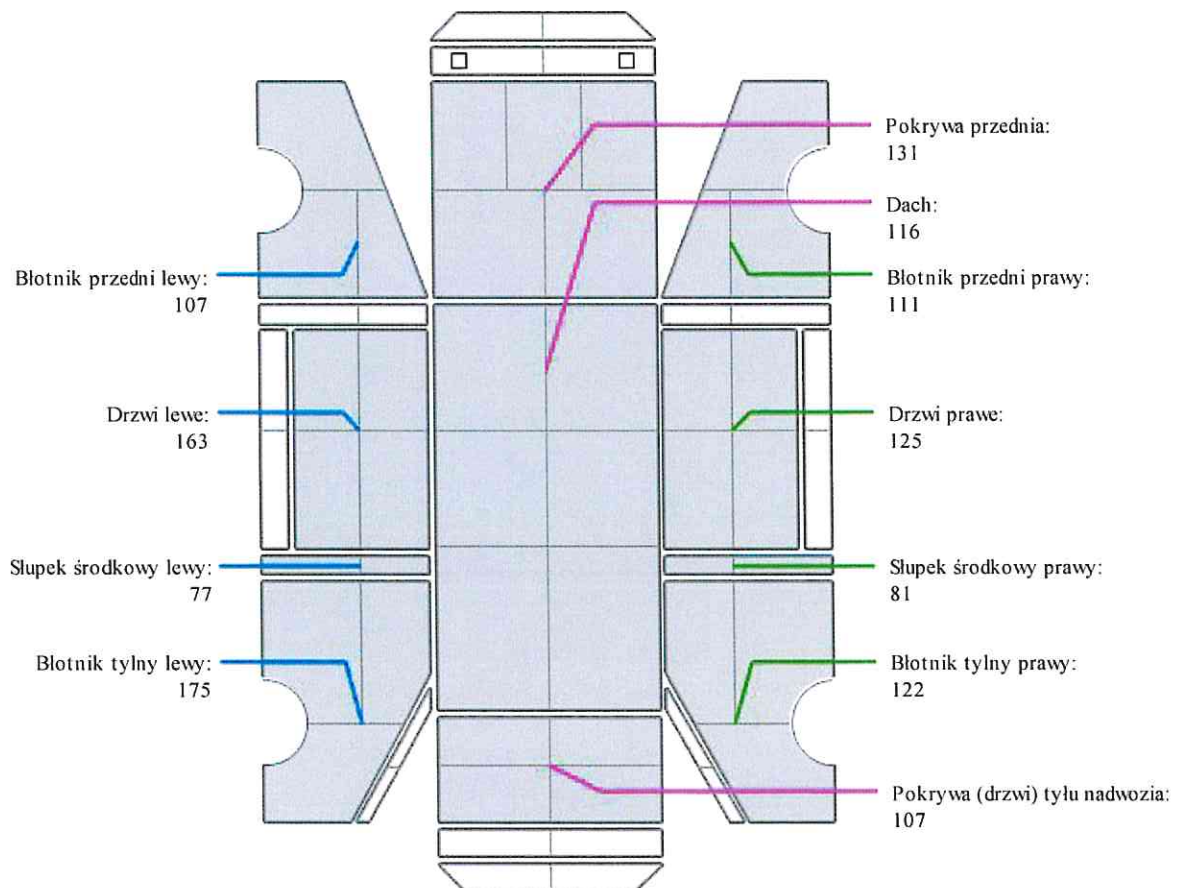 Pokrywa przednia:
131
Dach:
116
Błotnik przedni lewy:
107
Błotnik przedni prawy:
111
Drzwi lewe:
163
Drzwi prawe:
125
Słupek środkowy lewy:
77
Słupek środkowy prawy:
81
Błotnik tylny lewy:
175
Błotnik tylny prawy:
122
Pokrywa (drzwi) tyłu nadwozia:
107